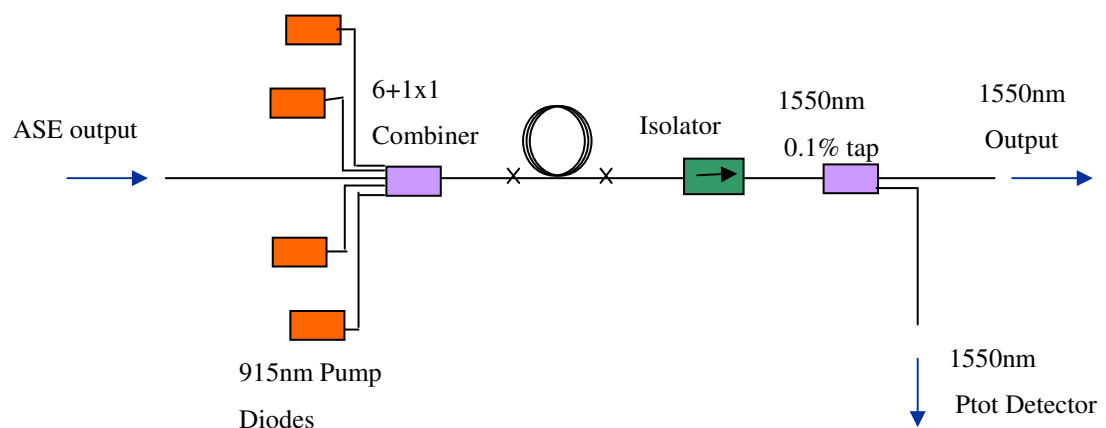 ASE output
6+1x1
Combiner
915nm Pump
Diodes
Isolator
1550nm
0.1% tap
1550nm
Output
1550nm
Ptot Detector